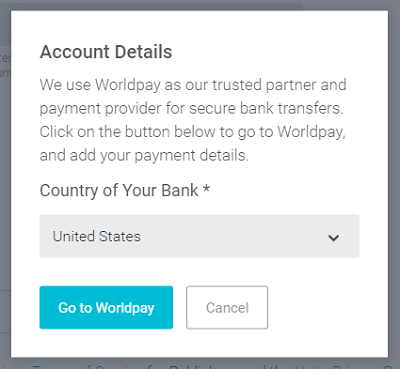 Account Details
We use Worldpay as our trusted partner and
payment provider for secure bank transfers.
Click on the button below to go to Worldpay,
and add your payment details.
Country of Your Bank *
United States
Go to Worldpay
Cancel